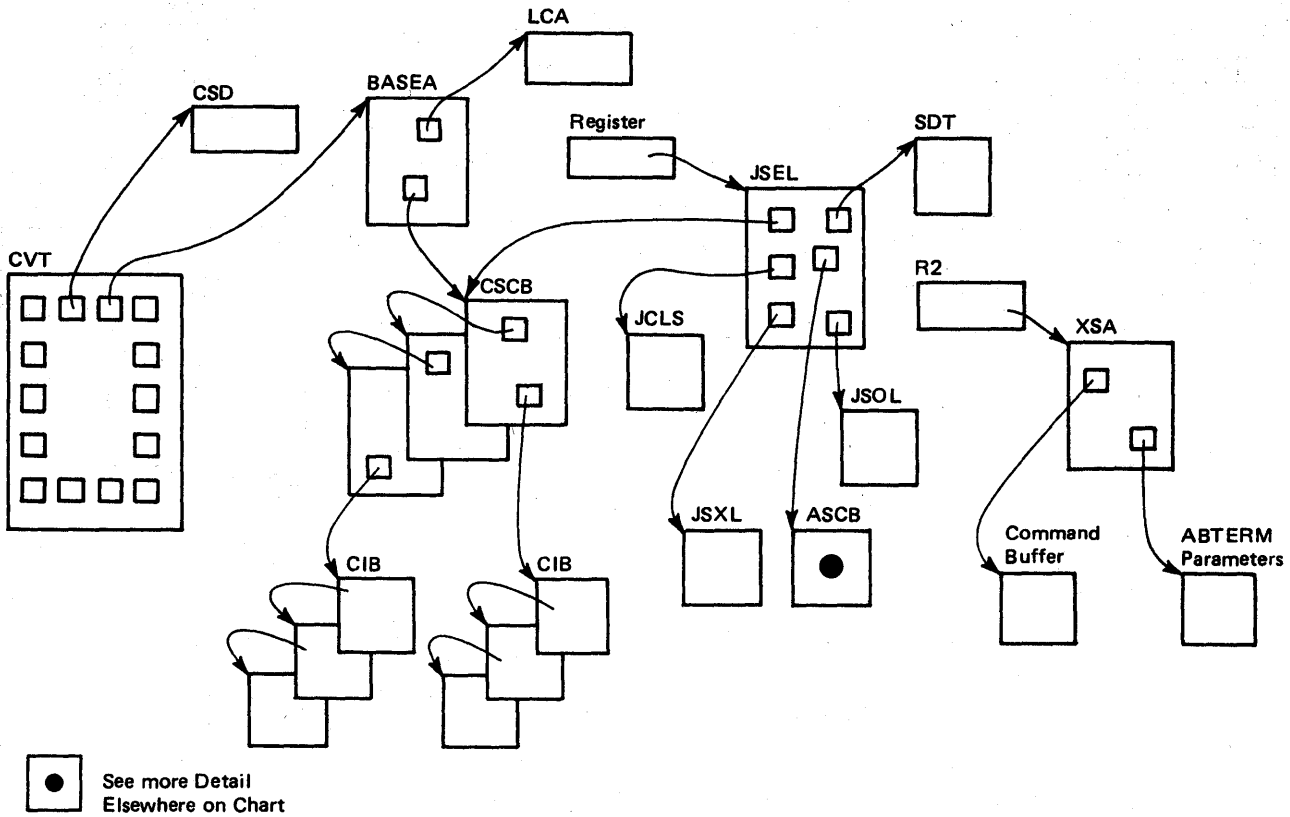 LCA
BASEA
CSD
Register
SDT
JSEL
CVT
R2
CSCB
JCLS
XSA
JSOL
JSXL
ASCB
Command
Buffer
ABTERM
Parameters
CIB
CIB
See more Detail
Elsewhere on Chart